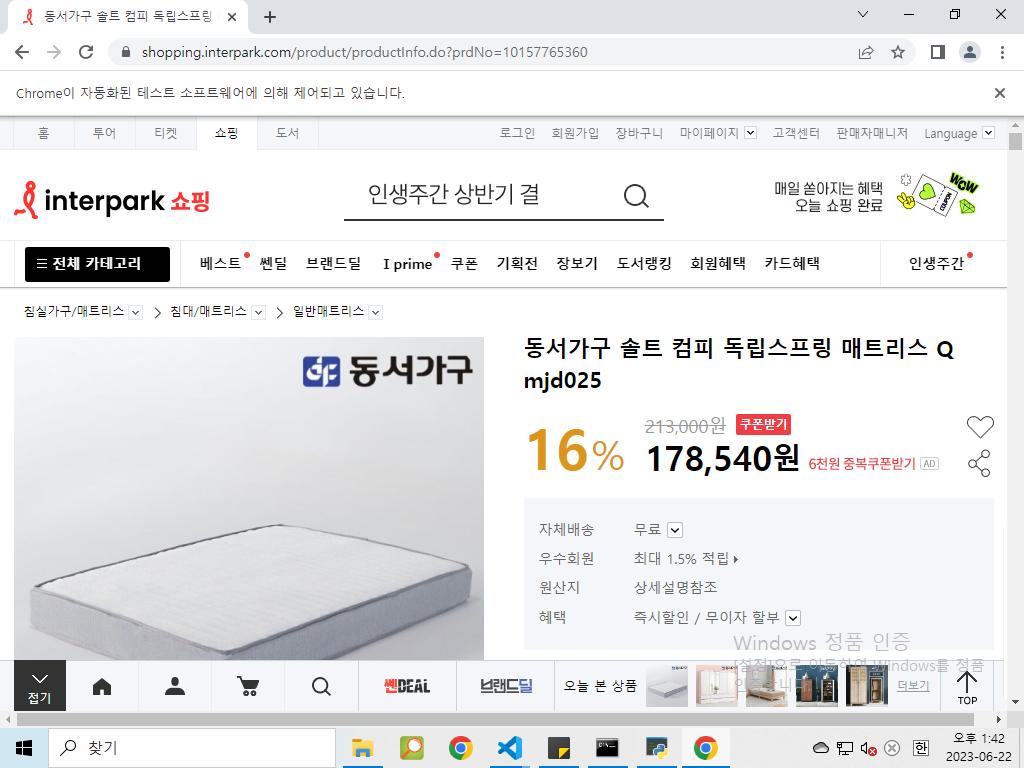 동서가구 솔트 컴피 독립스프링
shopping.interpark.com/product/productInfo.do?prdNo=10157765360
Chrome이 자동화된 테스트 소프트웨어에 의해 제어되고 있습니다.
홈 투어 티켓 쇼핑 도서 로그인 회원가입 장바구니 마이페이지 고객센터 판매자매니저 Language
interpark 쇼핑
인생주간 상반기 결
매일 쏟아지는 혜택
오늘 쇼핑 완료
WOW
COUPON
전체 카테고리 베스트 쎈딜 브랜드딜 I prime 쿠폰 기획전 장보기 도서랭킹 회원혜택 카드혜택 인생주간
침실가구/매트리스 침대/매트리스 일반매트리스
동서가구
동서가구 솔트 컴피 독립스프링 매트리스 Q
mjd025
16%
213,000원 쿠폰받기
178,540원 6천원 중복쿠폰받기 AD
자체배송 무료
우수회원 최대 1.5% 적립
원산지 상세설명참조
혜택 즉시할인 / 무이자 할부
Windows 정품 인증
[설정]으로 이동하여 Windows를 정품
접기
쎈DEAL
브랜드딜
오늘 본 상품
더보기
TOP
찾기
한
오후 1:42
2023-06-22